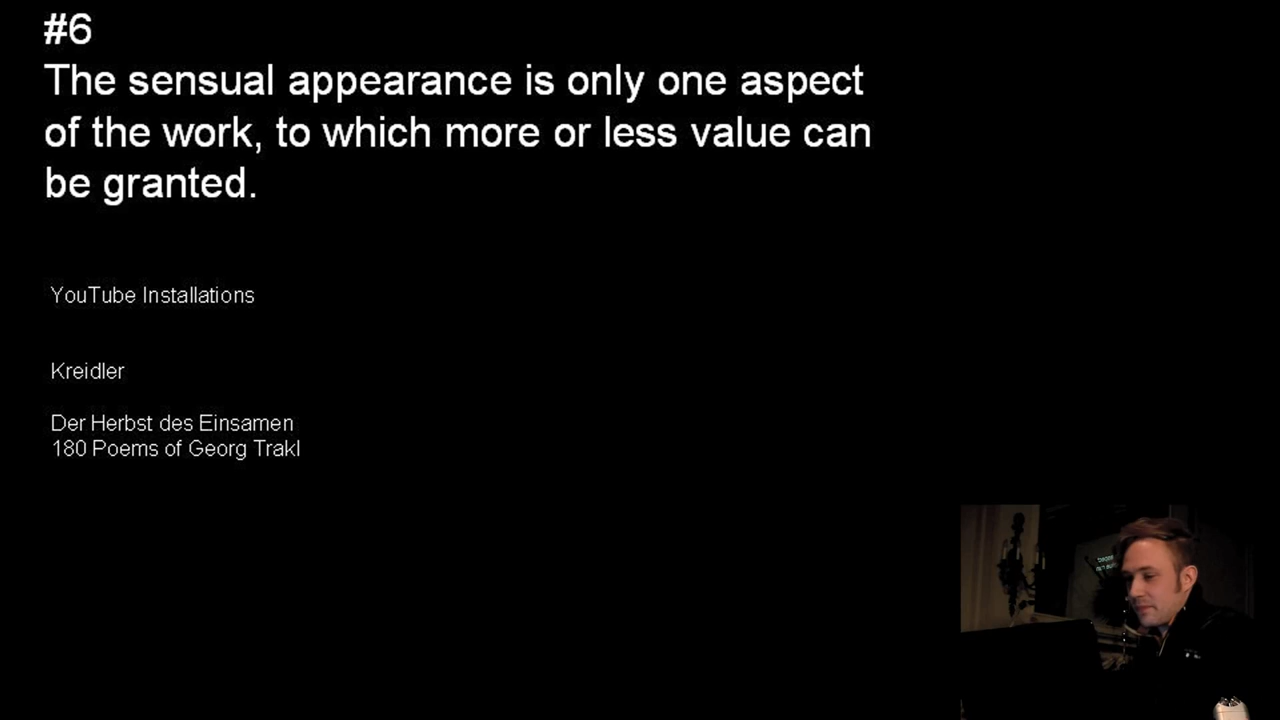 #6
The sensual appearance is only one aspect
of the work, to which more or less value can
be granted.
YouTube Installations
Kreidler
Der Herbst des Einsamen
180 Poems of Georg Trakl